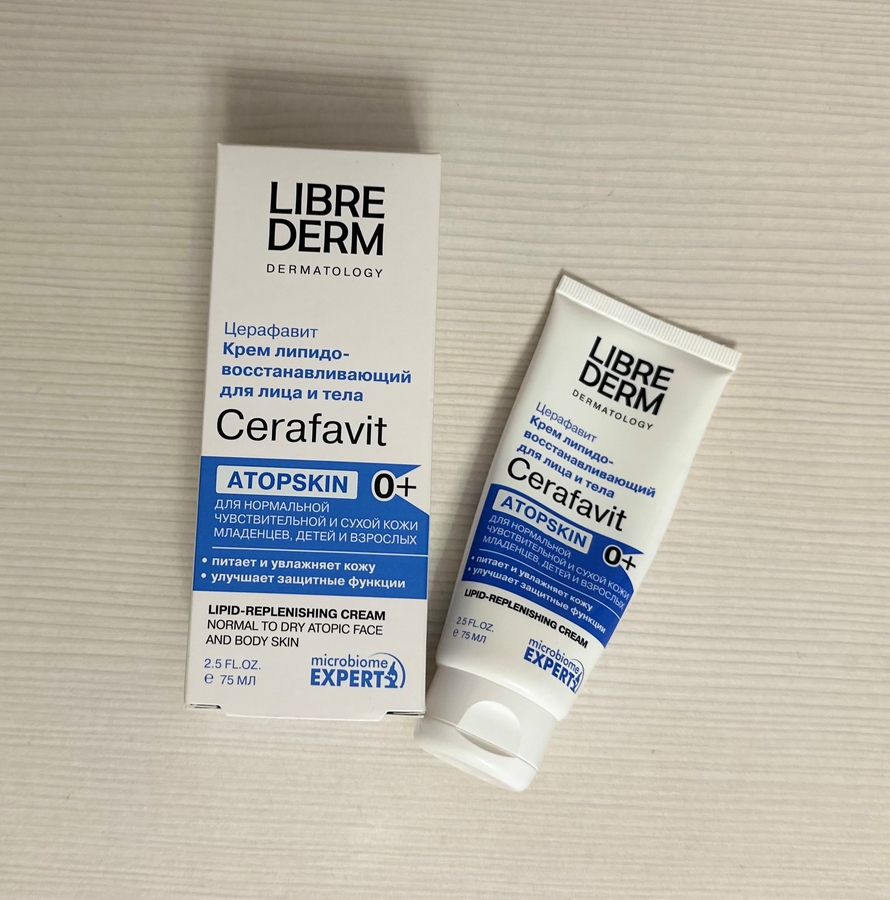 LIBRE
DERM
DERMATOLOGY
Церафавит
Крем липидо-
восстанавливающий
для лица и тела
Cerafavit
ATOPSKIN 0+
ДЛЯ НОРМАЛЬНОЙ
ЧУВСТВИТЕЛЬНОЙ И СУХОЙ КОЖИ
МЛАДЕНЦЕВ, ДЕТЕЙ И ВЗРОСЛЫХ
• питает и увлажняет кожу
• улучшает защитные функции
LIPID-REPLENISHING CREAM
NORMAL TO DRY ATOPIC FACE
AND BODY SKIN
2.5 FL.OZ.
℮ 75 МЛ
microbiome
EXPERT
LIBRE
DERM
DERMATOLOGY
Церафавит
Крем липидо-
восстанавливающий
для лица и тела
Cerafavit
ATOPSKIN 0+
ДЛЯ НОРМАЛЬНОЙ
ЧУВСТВИТЕЛЬНОЙ И СУХОЙ КОЖИ
МЛАДЕНЦЕВ, ДЕТЕЙ И ВЗРОСЛЫХ
• питает и увлажняет кожу
• улучшает защитные функции
LIPID-REPLENISHING CREAM
2.5 FL.OZ.
℮ 75 МЛ
microbiome
EXPERT